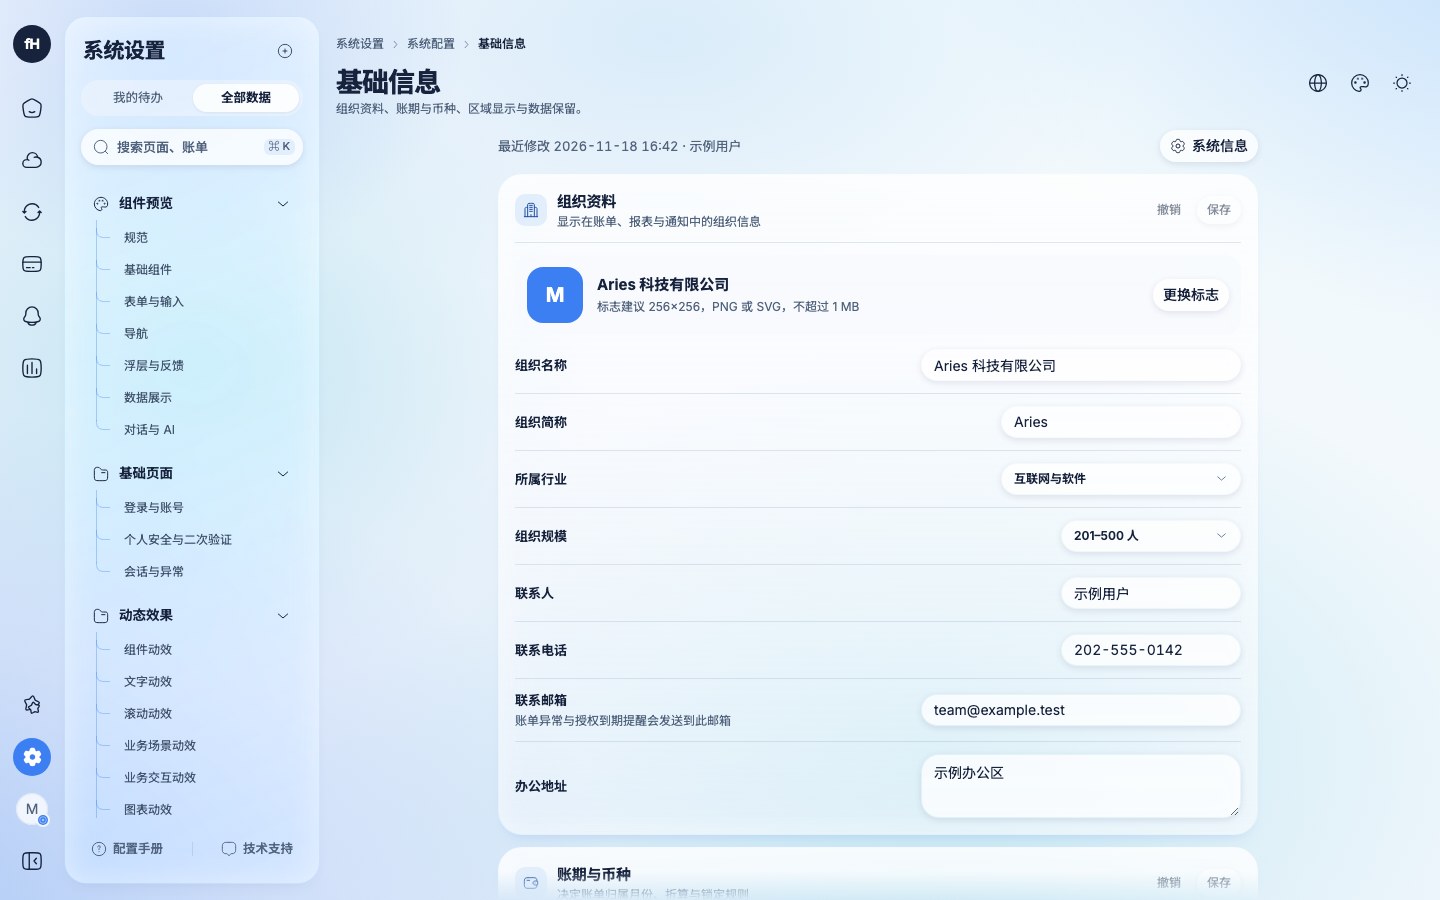 fH
系统设置
我的待办
全部数据
搜索页面、账单
⌘ K
组件预览
规范
基础组件
表单与输入
导航
浮层与反馈
数据展示
对话与 AI
基础页面
登录与账号
个人安全与二次验证
会话与异常
动态效果
组件动效
文字动效
滚动动效
业务场景动效
业务交互动效
图表动效
配置手册
技术支持
M
系统设置 › 系统配置 › 基础信息
基础信息
组织资料、账期与币种、区域显示与数据保留。
最近修改 2026-11-18 16:42 · 示例用户
系统信息
组织资料
显示在账单、报表与通知中的组织信息
撤销
保存
M
Aries 科技有限公司
标志建议 256×256，PNG 或 SVG，不超过 1 MB
更换标志
组织名称
Aries 科技有限公司
组织简称
Aries
所属行业
互联网与软件
组织规模
201–500 人
联系人
示例用户
联系电话
202-555-0142
联系邮箱
账单异常与授权到期提醒会发送到此邮箱
team@example.test
办公地址
示例办公区
账期与币种
决定账单归属月份、折算与锁定规则
撤销
保存